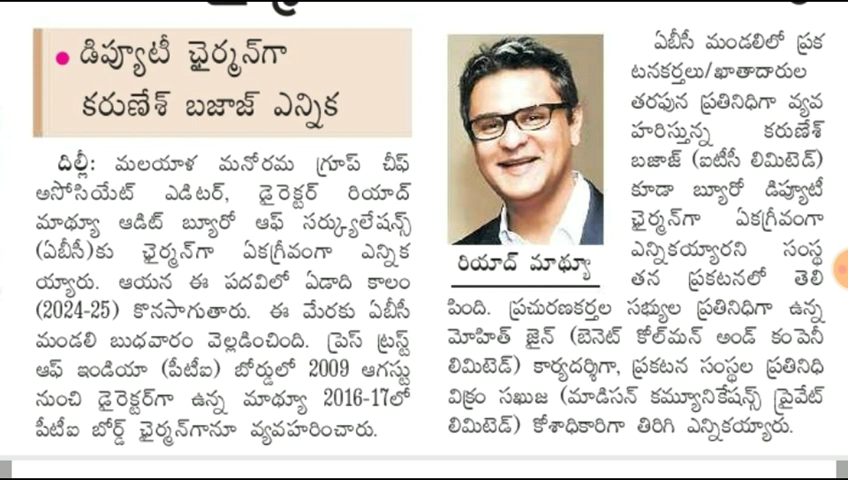 డిప్యూటీ ఛైర్మన్‌గా
కరుణేశ్ బజాజ్ ఎన్నిక
దిల్లీ: మలయాళ మనోరమ గ్రూప్ చీఫ్
అసోసియేట్ ఎడిటర్, డైరెక్టర్ రియాద్
మాథ్యూ ఆడిట్ బ్యూరో ఆఫ్ సర్క్యులేషన్స్
(ఏబీసీ)కు ఛైర్మన్‌గా ఏకగ్రీవంగా ఎన్నిక
య్యారు. ఆయన ఈ పదవిలో ఏడాది కాలం
(2024-25) కొనసాగుతారు. ఈ మేరకు ఏబీసీ
మండలి బుధవారం వెల్లడించింది. ప్రెస్ ట్రస్ట్
ఆఫ్ ఇండియా (పీటీఐ) బోర్డులో 2009 ఆగస్టు
నుంచి డైరెక్టర్‌గా ఉన్న మాథ్యూ 2016-17లో
పీటీఐ బోర్డ్ ఛైర్మన్‌గానూ వ్యవహరించారు.
రియాద్ మాథ్యూ
ఏబీసీ మండలిలో ప్రక
టనకర్తలు/ఖాతాదారుల
తరఫున ప్రతినిధిగా వ్యవ
హరిస్తున్న కరుణేశ్
బజాజ్ (ఐటీసీ లిమిటెడ్)
కూడా బ్యూరో డిప్యూటీ
ఛైర్మన్‌గా ఏకగ్రీవంగా
ఎన్నికయ్యారని సంస్థ
తన ప్రకటనలో తెలి
పింది. ప్రచురణకర్తల సభ్యుల ప్రతినిధిగా ఉన్న
మోహిత్ జైన్ (బెనెట్ కోల్‌మన్ అండ్ కంపెనీ
లిమిటెడ్) కార్యదర్శిగా, ప్రకటన సంస్థల ప్రతినిధి
విక్రం సఖుజ (మాడిసన్ కమ్యూనికేషన్స్ ప్రైవేట్
లిమిటెడ్) కోశాధికారిగా తిరిగి ఎన్నికయ్యారు.